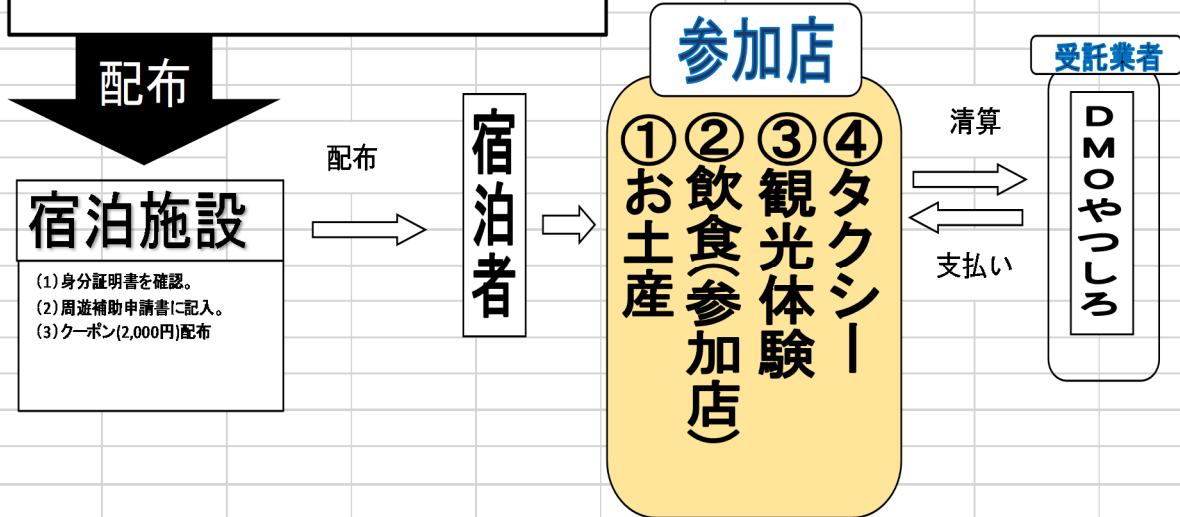 配布
宿泊施設
(1)身分証明書を確認。
(2)周遊補助申請書に記入。
(3)クーポン(2,000円)配布
配布
宿泊者
参加店
①お土産
②飲食(参加店)
③観光体験
④タクシー
清算
支払い
受託業者
DMOやつしろ